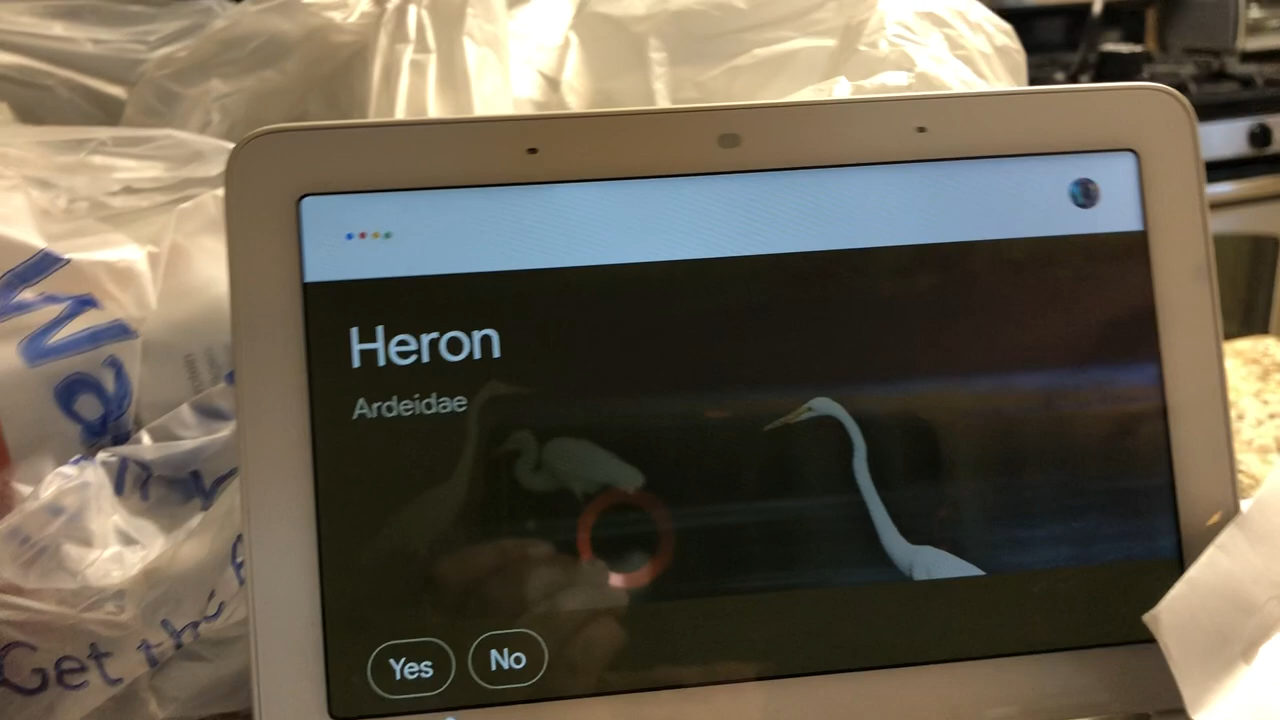 Heron
Ardeidae
Yes
No
Get the